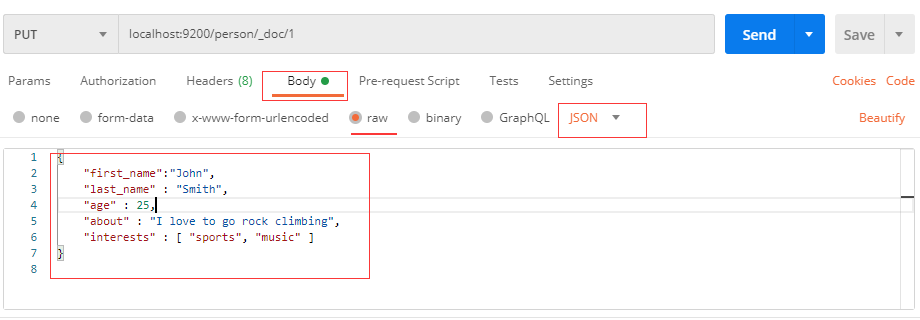 PUT localhost:9200/person/_doc/1 Send Save
Params Authorization Headers (8) Body Pre-request Script Tests Settings Cookies Code
none form-data x-www-form-urlencoded raw binary GraphQL JSON Beautify
1 {
2 "first_name":"John",
3 "last_name" : "Smith",
4 "age" : 25,
5 "about" : "I love to go rock climbing",
6 "interests" : [ "sports", "music" ]
7 }
8